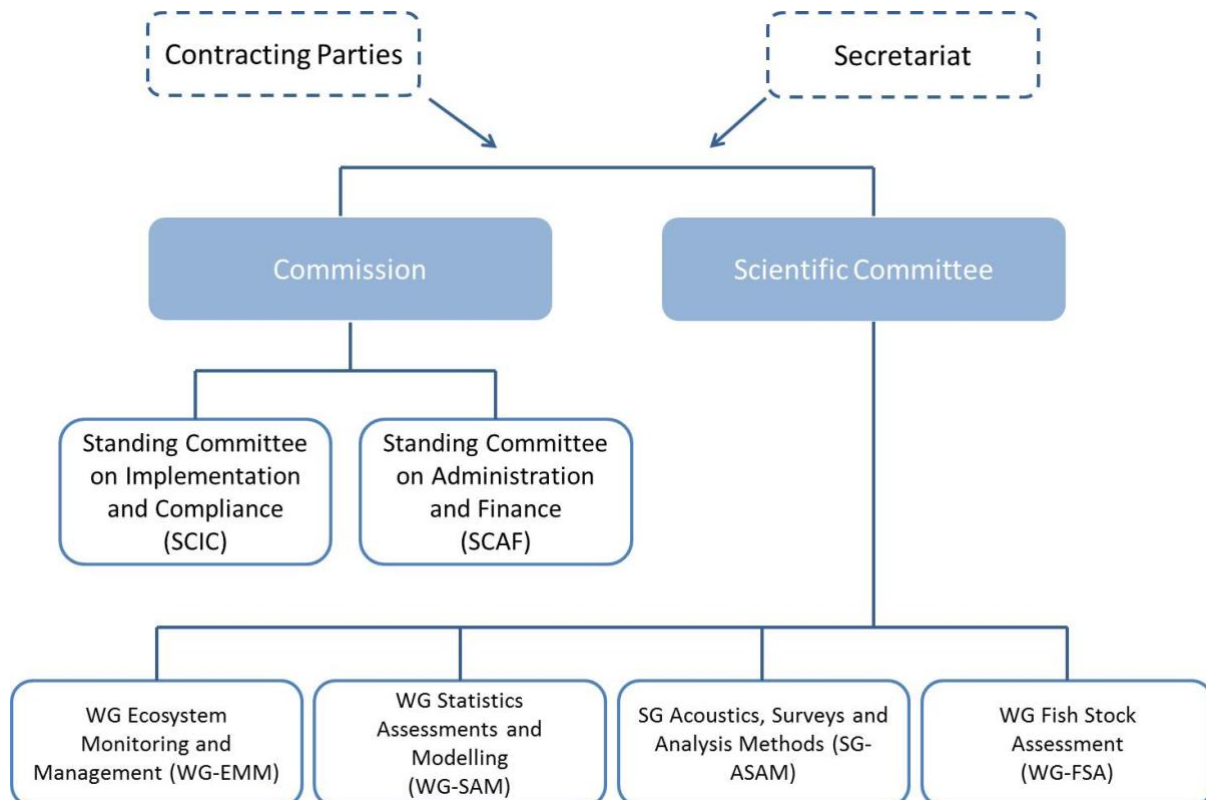 Contracting Parties
Secretariat
Commission
Scientific Committee
Standing Committee
on Implementation
and Compliance
(SCIC)
Standing Committee
on Administration
and Finance
(SCAF)
WG Ecosystem
Monitoring and
Management (WG-EMM)
WG Statistics
Assessments and
Modelling
(WG-SAM)
SG Acoustics, Surveys and
Analysis Methods (SG-
ASAM)
WG Fish Stock
Assessment
(WG-FSA)